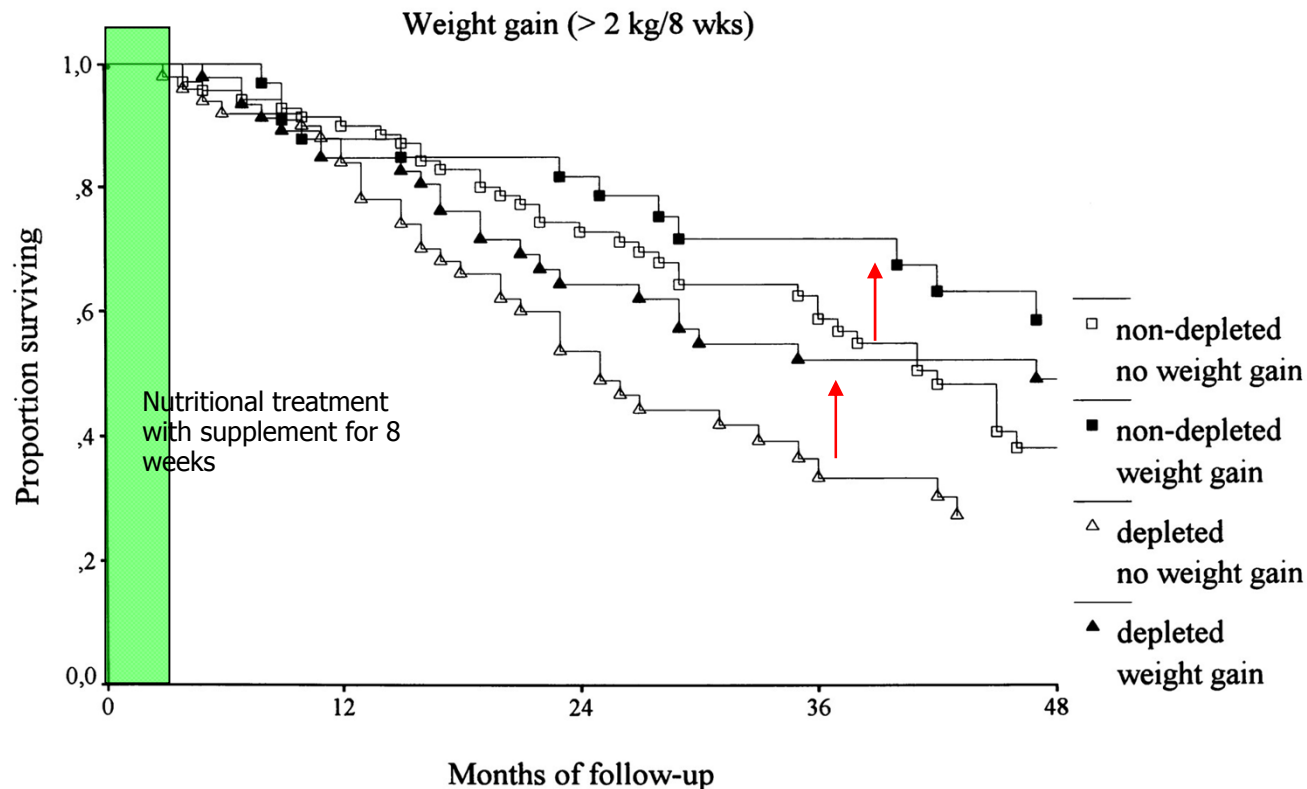 Weight gain (> 2 kg/8 wks)
Proportion surviving
1,0
,8
,6
,4
,2
0,0
Nutritional treatment
with supplement for 8
weeks
0
12
24
36
48
Months of follow-up
non-depleted
no weight gain
non-depleted
weight gain
depleted
no weight gain
depleted
weight gain